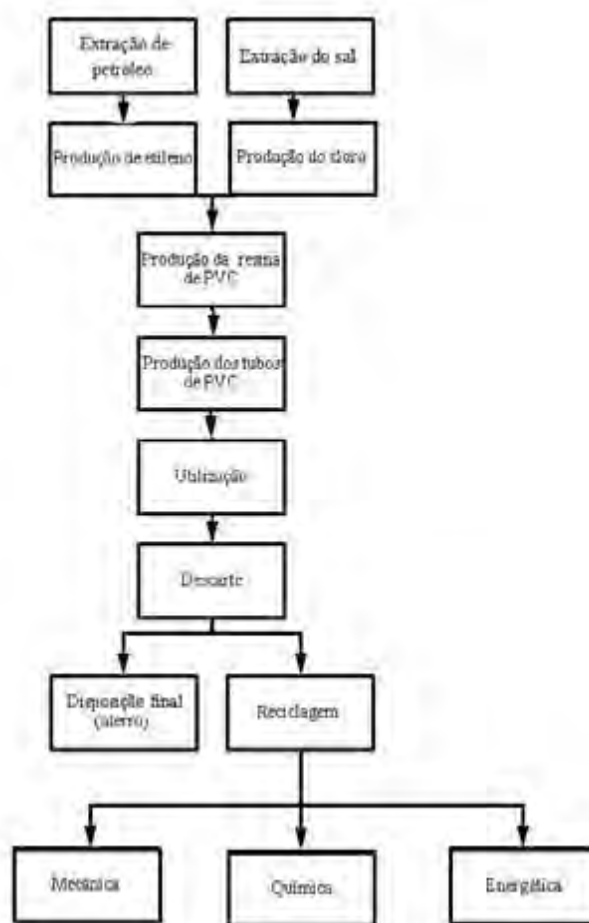 Extração de
petróleo
Extração do sal
Produção de etileno
Produção do cloro
Produção da resina
de PVC
Produção dos tubos
de PVC
Utilização
Descarte
Disposição final
(aterro)
Reciclagem
Mecânica
Química
Energética